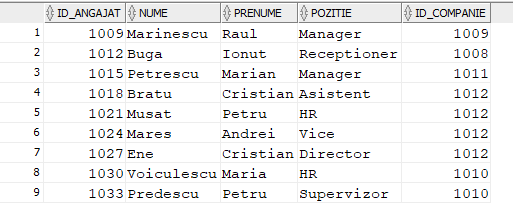 ID_ANGAJAT NUME PRENUME POZITIE ID_COMPANIE
1 1009 Marinescu Raul Manager 1009
2 1012 Buga Ionut Receptioner 1008
3 1015 Petrescu Marian Manager 1011
4 1018 Bratu Cristian Asistent 1012
5 1021 Musat Petru HR 1012
6 1024 Mares Andrei Vice 1012
7 1027 Ene Cristian Director 1012
8 1030 Voiculescu Maria HR 1010
9 1033 Predescu Petru Supervizor 1010